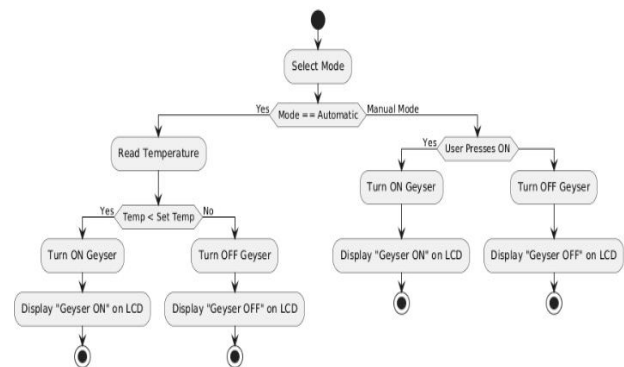 Select Mode
Yes
Mode == Automatic
Manual Mode
Read Temperature
Yes
User Presses ON
Turn ON Geyser
Turn OFF Geyser
Yes
Temp < Set Temp
No
Turn ON Geyser
Turn OFF Geyser
Display "Geyser ON" on LCD
Display "Geyser OFF" on LCD
Display "Geyser ON" on LCD
Display "Geyser OFF" on LCD